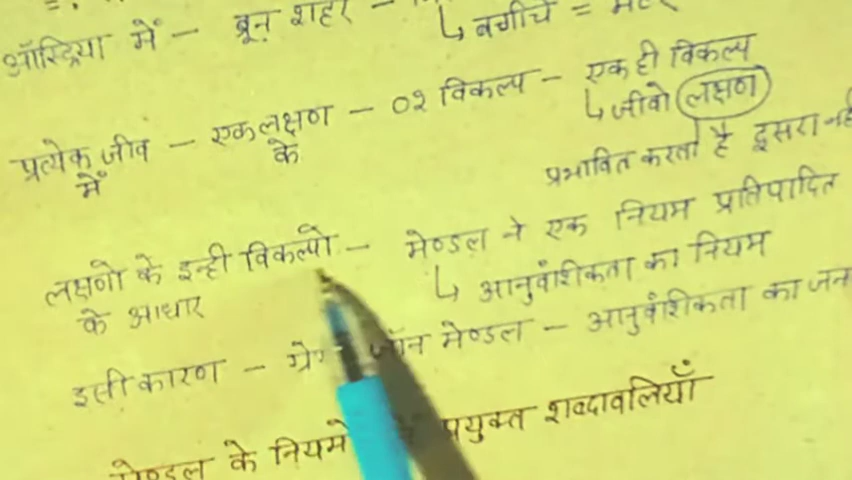 ऑस्ट्रिया में - ब्रून शहर -
↳ बगीचे = मटर
प्रत्येक जीव - एक लक्षण - 02 विकल्प - एक ही विकल्प
में के ↳ जीवो लक्षण
प्रभावित करता है दूसरा नही
लक्षणो के इन्ही विकल्पो - मेण्डल ने एक नियम प्रतिपादित
के आधार ↳ आनुवंशिकता का नियम
इसी कारण - जॉन मेण्डल - आनुवंशिकता का जन
मेण्डल के नियमो प्रयुक्त शब्दावलियाँ